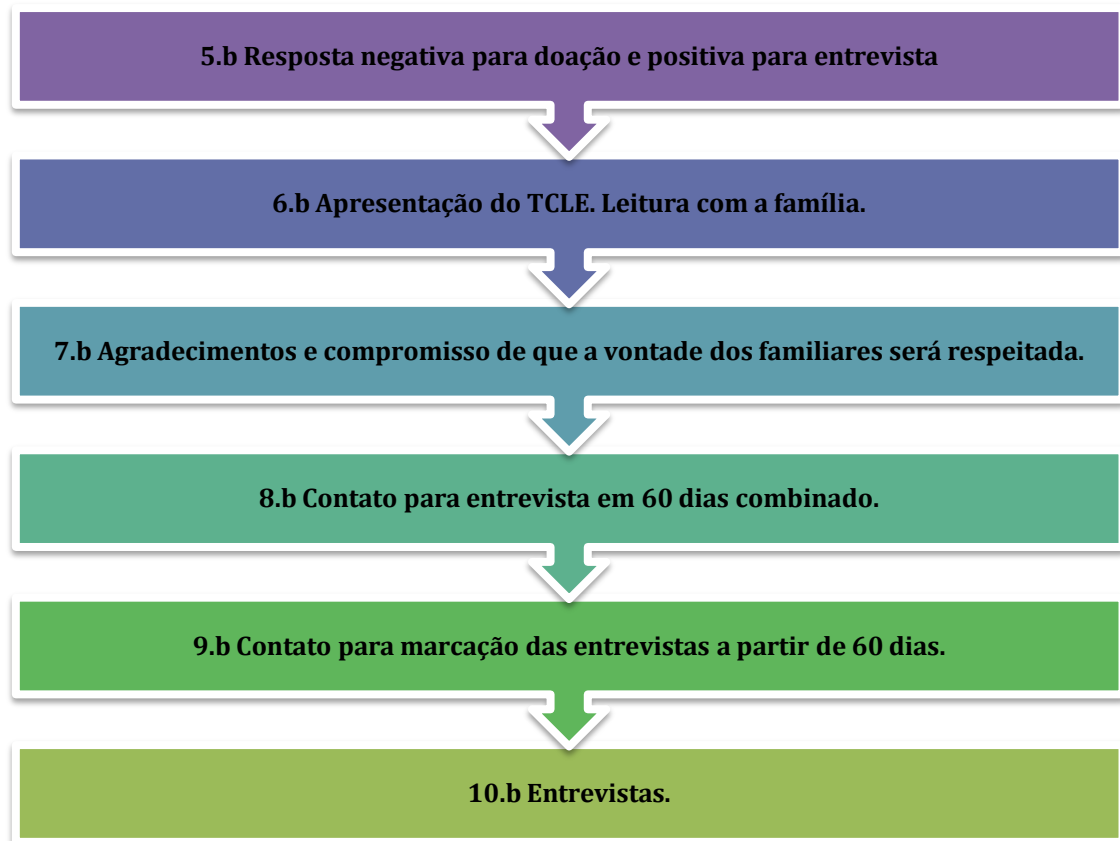 5.b Resposta negativa para doação e positiva para entrevista
6.b Apresentação do TCLE. Leitura com a família.
7.b Agradecimentos e compromisso de que a vontade dos familiares será respeitada.
8.b Contato para entrevista em 60 dias combinado.
9.b Contato para marcação das entrevistas a partir de 60 dias.
10.b Entrevistas.